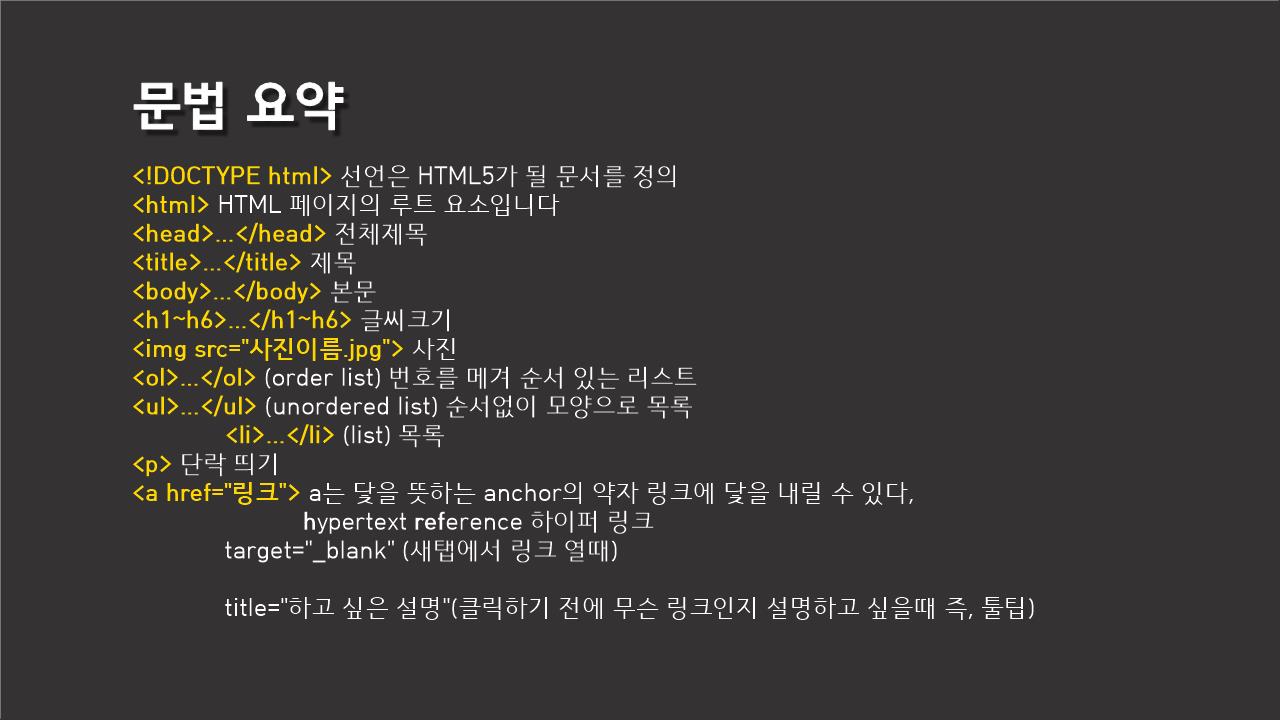 문법 요약
<!DOCTYPE html> 선언은 HTML5가 될 문서를 정의
<html> HTML 페이지의 루트 요소입니다
<head>...</head> 전체제목
<title>...</title> 제목
<body>...</body> 본문
<h1~h6>...</h1~h6> 글씨크기
<img src="사진이름.jpg"> 사진
<ol>...</ol> (order list) 번호를 메겨 순서 있는 리스트
<ul>...</ul> (unordered list) 순서없이 모양으로 목록
<li>...</li> (list) 목록
<p> 단락 띄기
<a href="링크"> a는 닻을 뜻하는 anchor의 약자 링크에 닻을 내릴 수 있다,
hypertext reference 하이퍼 링크
target="_blank" (새탭에서 링크 열때)
title="하고 싶은 설명"(클릭하기 전에 무슨 링크인지 설명하고 싶을때 즉, 툴팁)